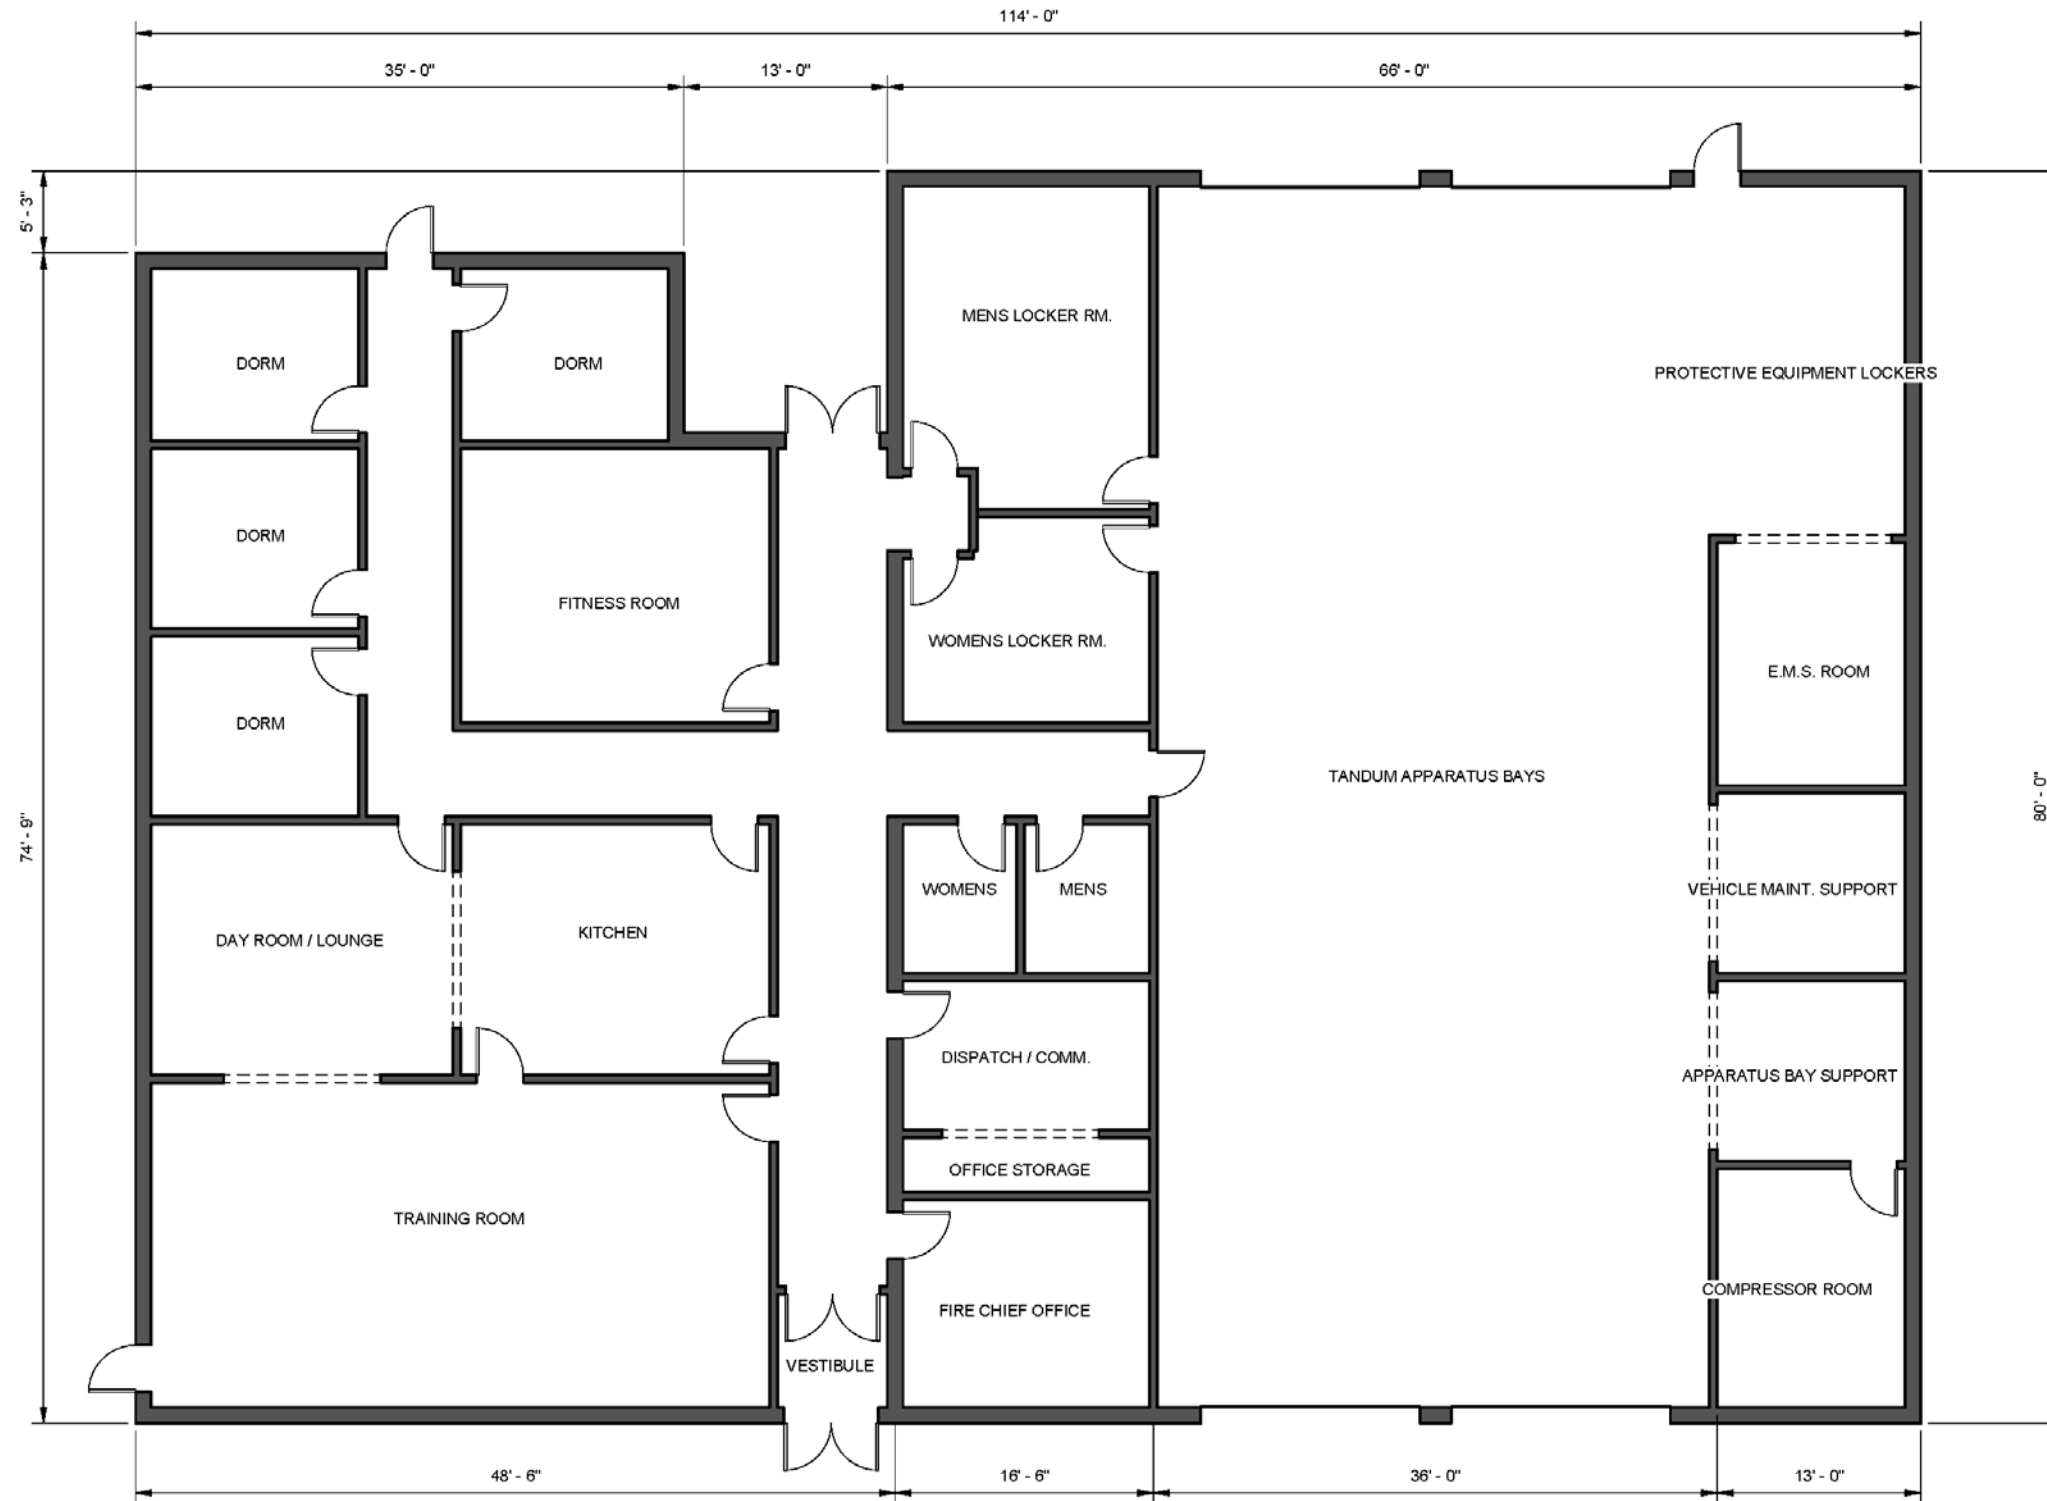 114' - 0"
35' - 0"
13' - 0"
66' - 0"
5' - 3"
MENS LOCKER RM.
DORM
DORM
PROTECTIVE EQUIPMENT LOCKERS
DORM
FITNESS ROOM
WOMENS LOCKER RM.
E.M.S. ROOM
DORM
TANDUM APPARATUS BAYS
80' - 0"
74' - 9"
WOMENS
MENS
VEHICLE MAINT. SUPPORT
DAY ROOM / LOUNGE
KITCHEN
DISPATCH / COMM.
APPARATUS BAY SUPPORT
OFFICE STORAGE
TRAINING ROOM
COMPRESSOR ROOM
FIRE CHIEF OFFICE
VESTIBULE
48' - 6"
16' - 6"
36' - 0"
13' - 0"